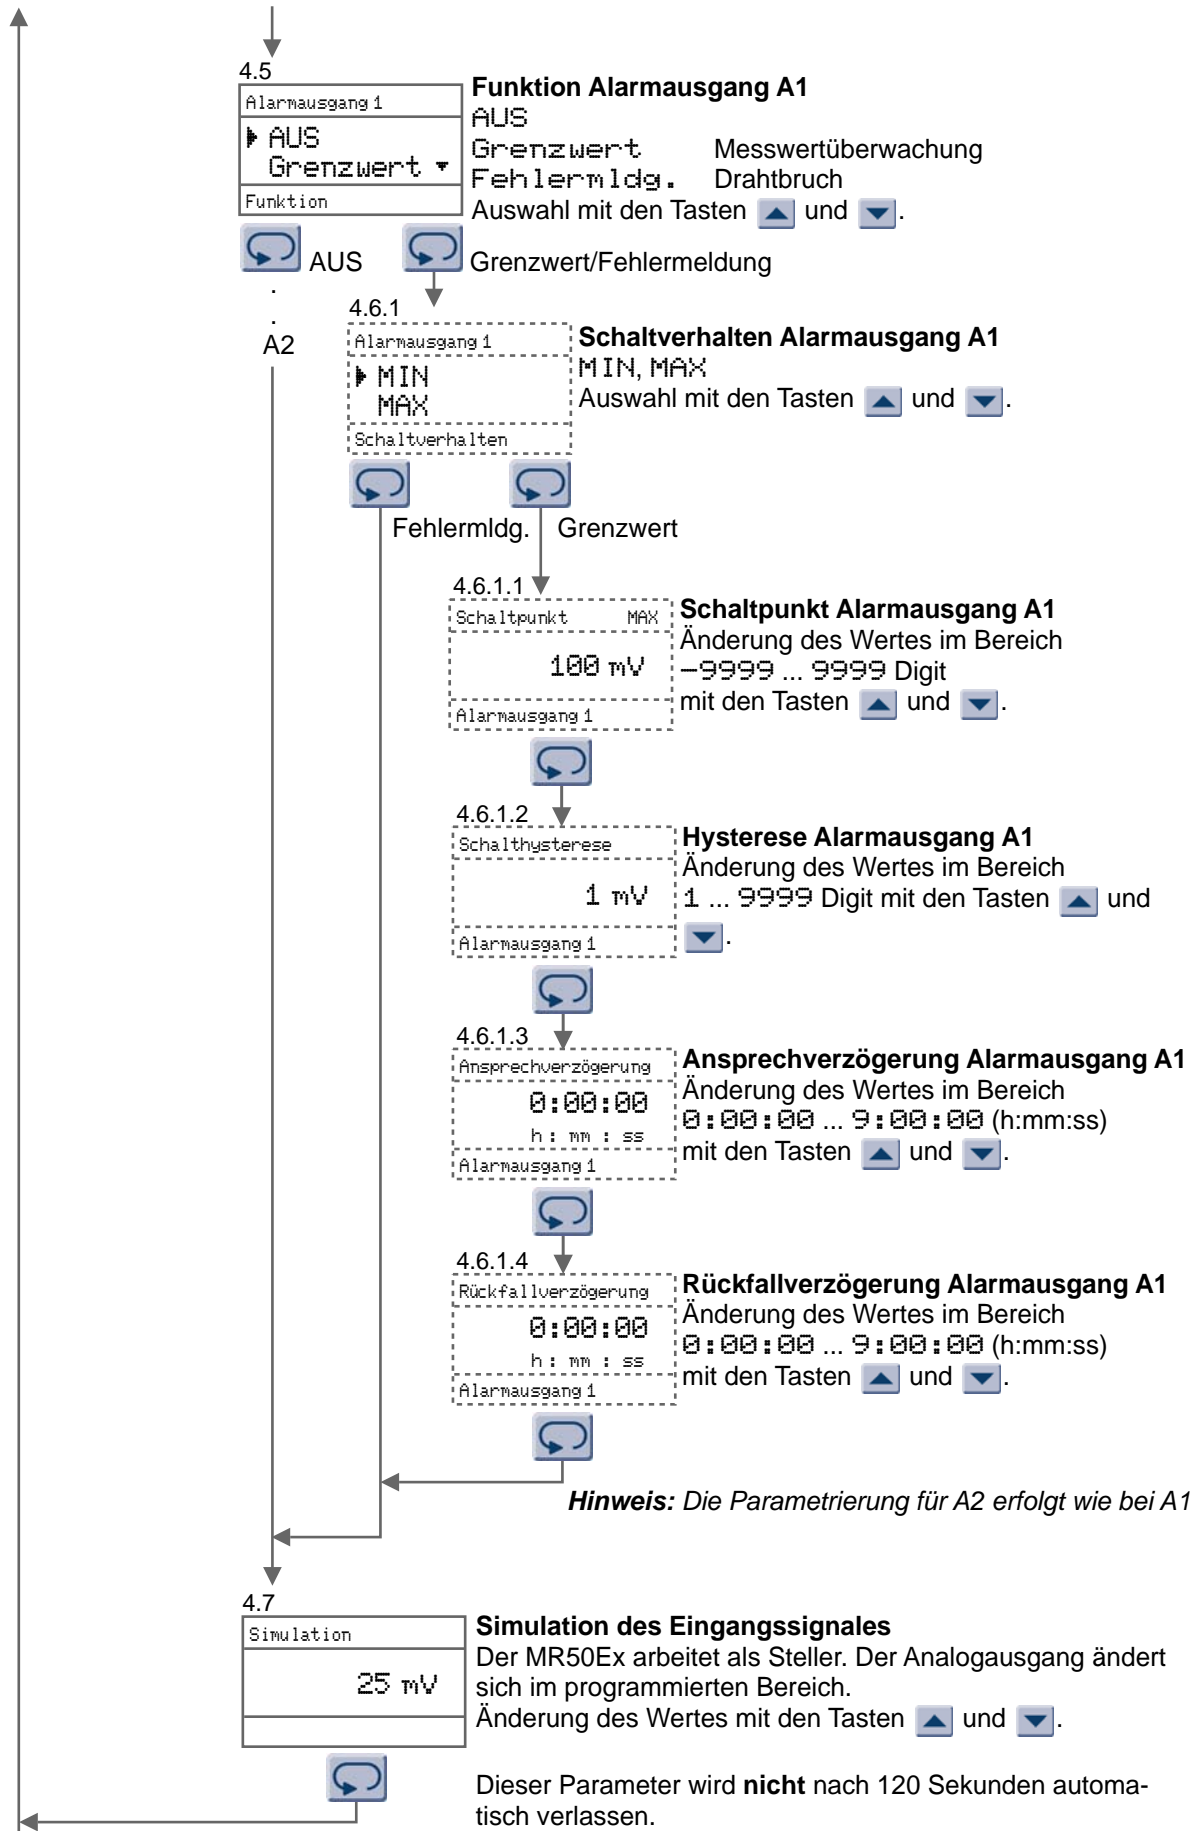 4.5
Alarmausgang 1
AUS
Grenzwert
Funktion
Funktion Alarmausgang A1
AUS
Grenzwert Messwertüberwachung
Fehlermldg. Drahtbruch
Auswahl mit den Tasten und .
AUS
Grenzwert/Fehlermeldung
.
.
A2
4.6.1
Alarmausgang 1
MIN
MAX
Schaltverhalten
Schaltverhalten Alarmausgang A1
MIN, MAX
Auswahl mit den Tasten und .
Fehlermldg. Grenzwert
4.6.1.1
Schaltpunkt MAX
100 mV
Alarmausgang 1
Schaltpunkt Alarmausgang A1
Änderung des Wertes im Bereich
–9999 ... 9999 Digit
mit den Tasten und .
4.6.1.2
Schalthysterese
1 mV
Alarmausgang 1
Hysterese Alarmausgang A1
Änderung des Wertes im Bereich
1 ... 9999 Digit mit den Tasten und
.
4.6.1.3
Ansprechverzögerung
0:00:00
h : mm : ss
Alarmausgang 1
Ansprechverzögerung Alarmausgang A1
Änderung des Wertes im Bereich
0:00:00 ... 9:00:00 (h:mm:ss)
mit den Tasten und .
4.6.1.4
Rückfallverzögerung
0:00:00
h : mm : ss
Alarmausgang 1
Rückfallverzögerung Alarmausgang A1
Änderung des Wertes im Bereich
0:00:00 ... 9:00:00 (h:mm:ss)
mit den Tasten und .
Hinweis: Die Parametrierung für A2 erfolgt wie bei A1
4.7
Simulation
25 mV
Simulation des Eingangssignales
Der MR50Ex arbeitet als Steller. Der Analogausgang ändert
sich im programmierten Bereich.
Änderung des Wertes mit den Tasten und .
Dieser Parameter wird nicht nach 120 Sekunden automa-
tisch verlassen.